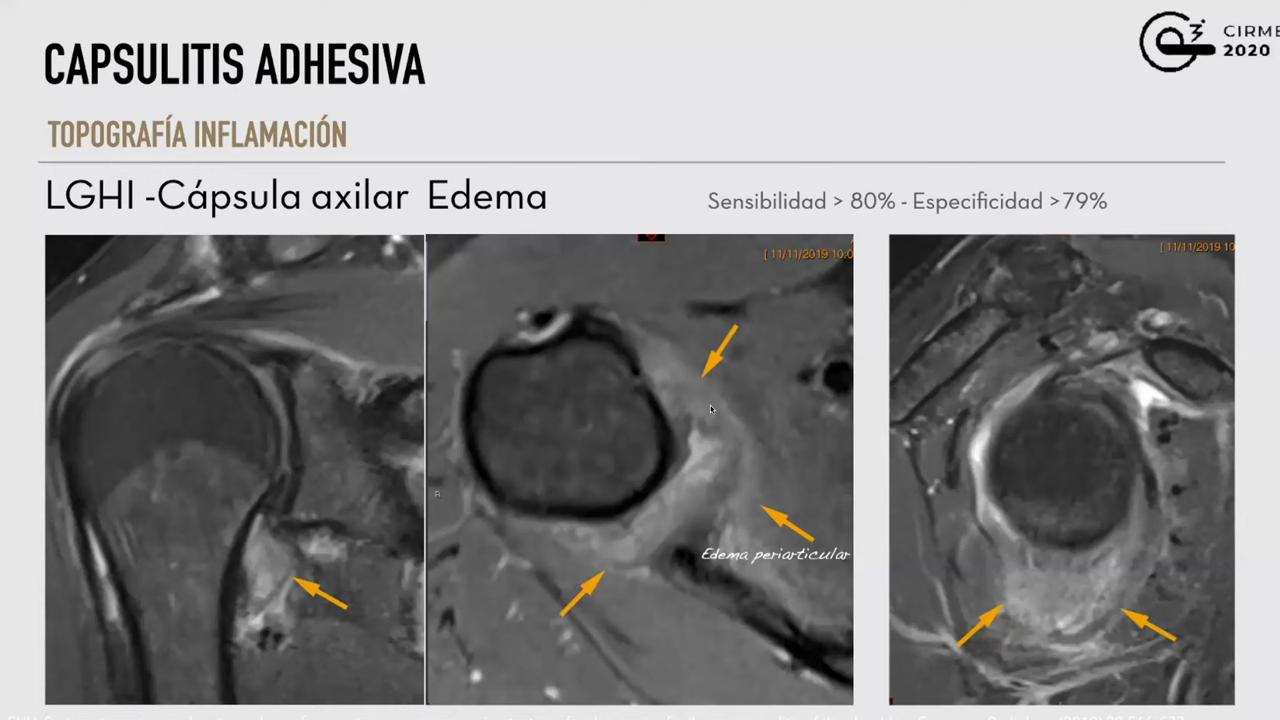 CAPSULITIS ADHESIVA
CIRME
2020
TOPOGRAFÍA INFLAMACIÓN
LGHI -Cápsula axilar Edema
Sensibilidad > 80% - Especificidad >79%
[ 11/11/2019 10:0
[ 11/11/2019 10
R
Edema periarticular